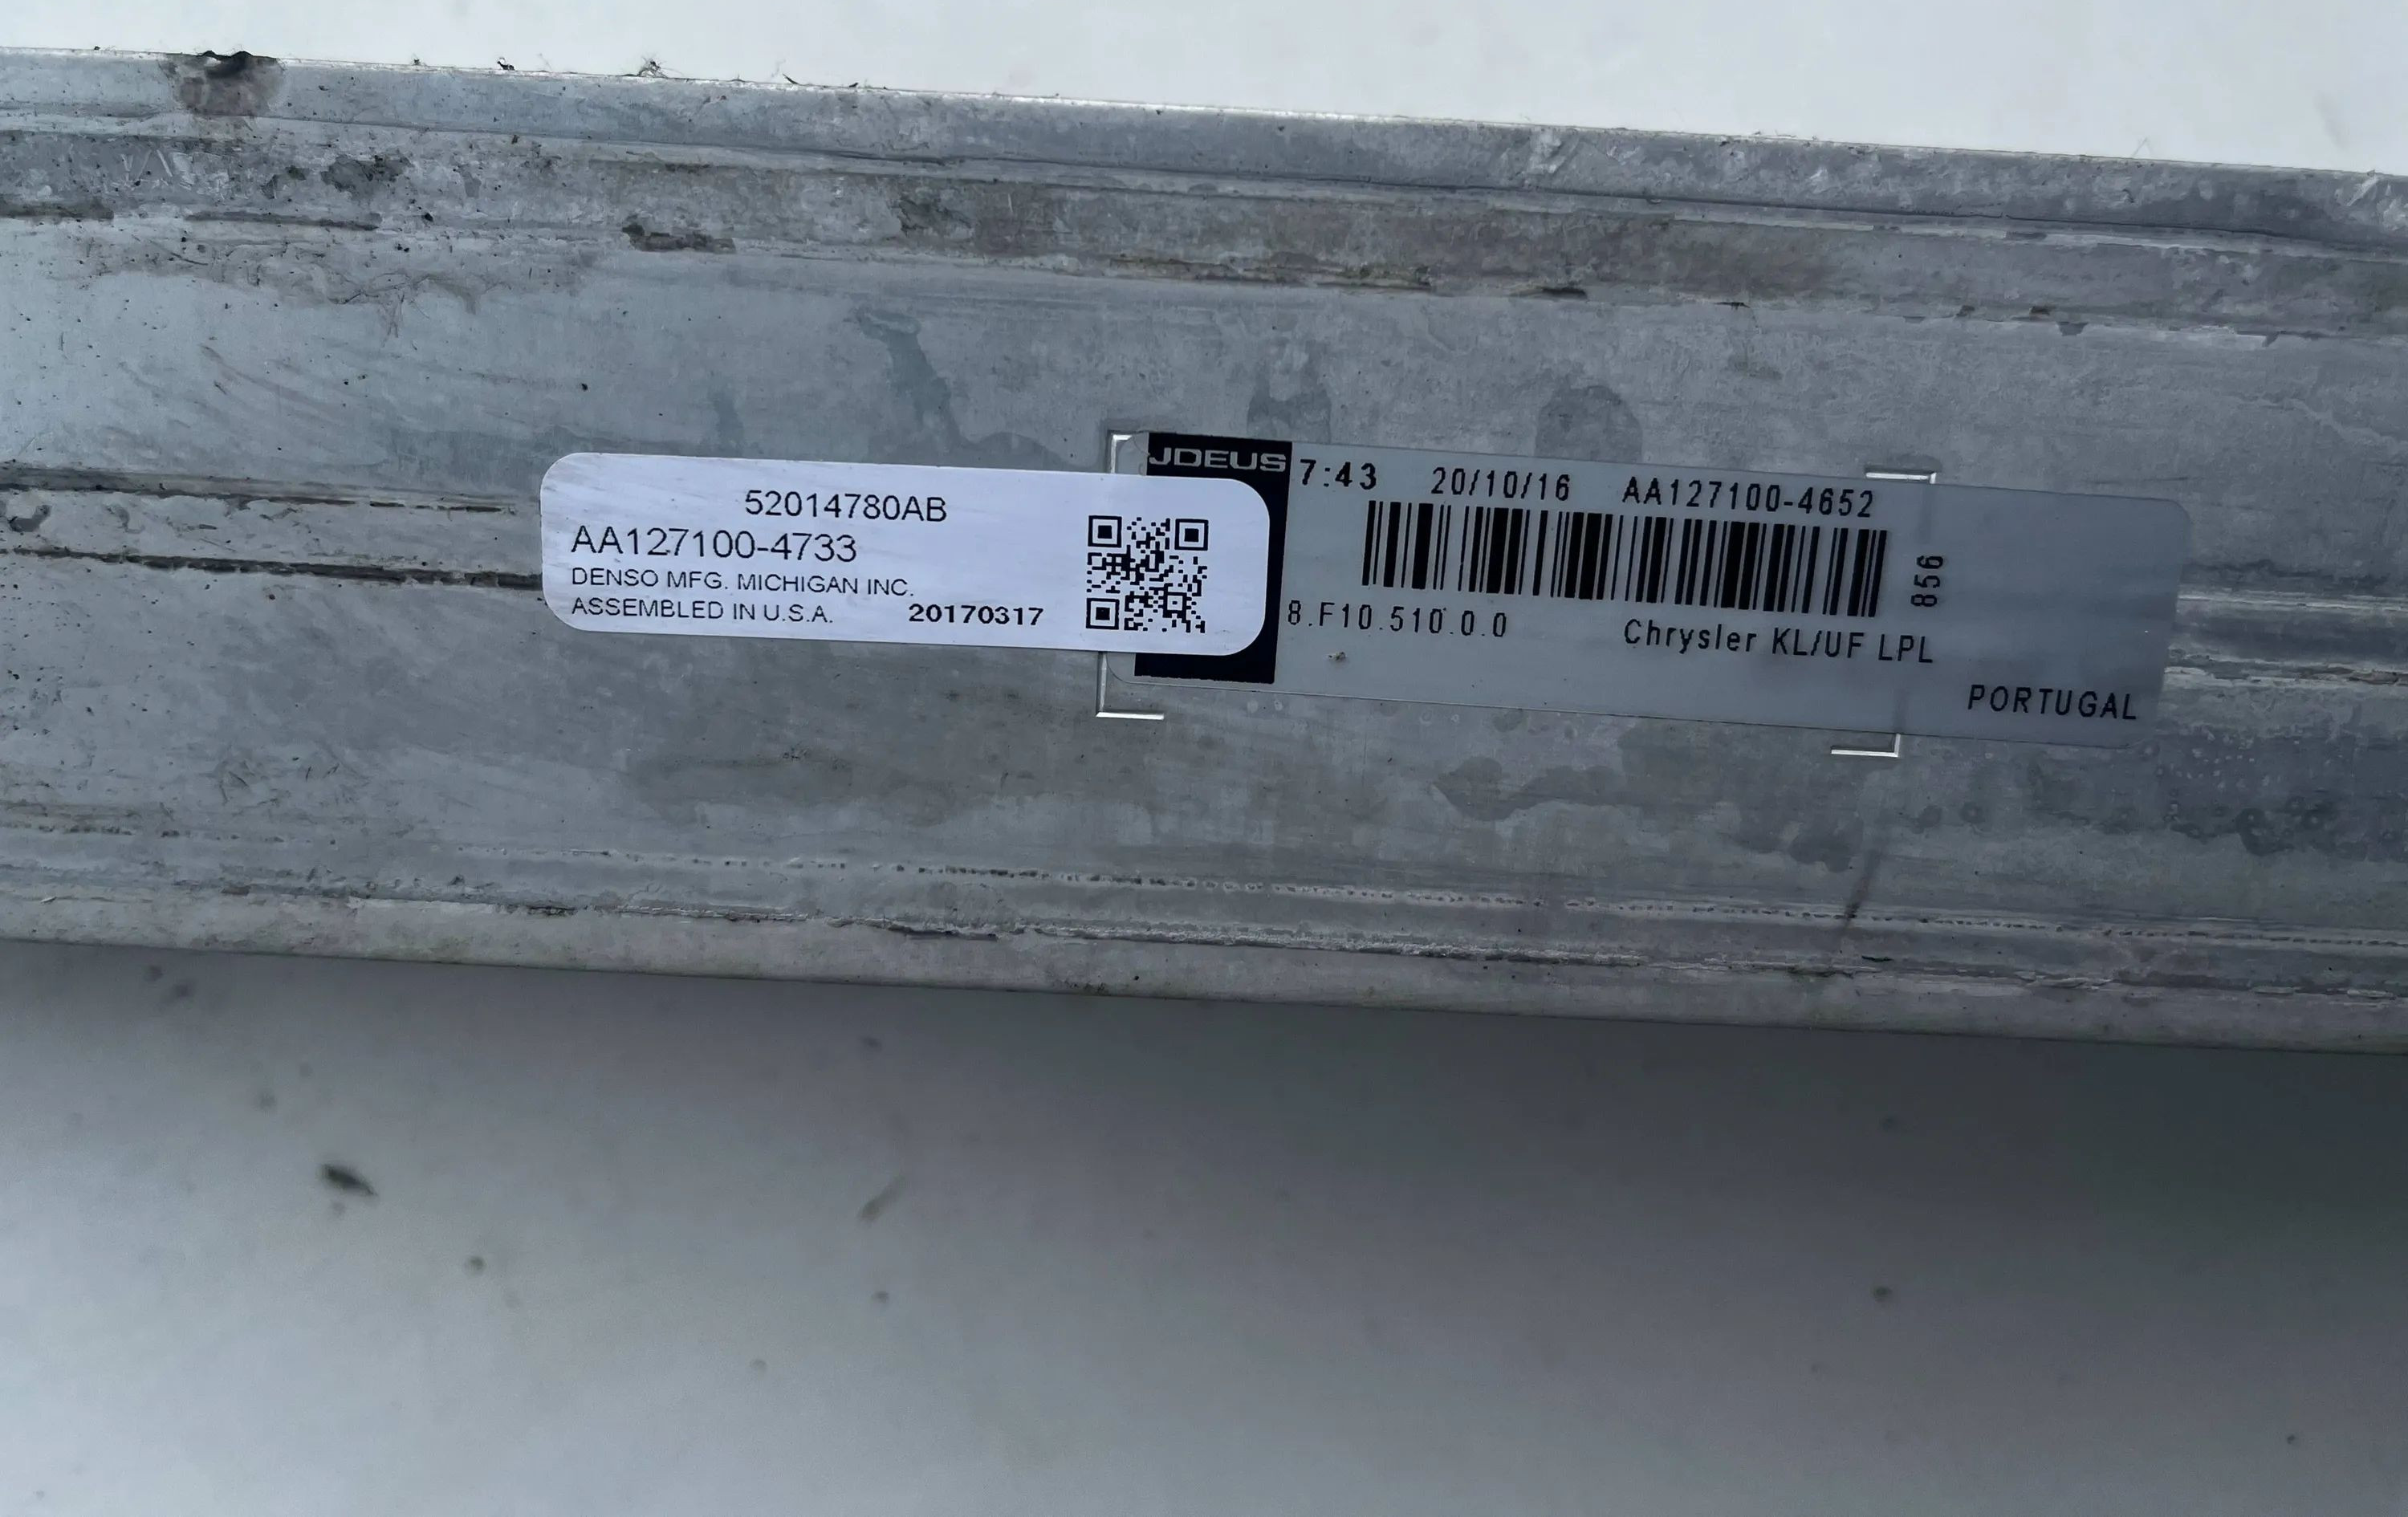 52014780AB
AA127100-4733
DENSO MFG. MICHIGAN INC.
ASSEMBLED IN U.S.A. 20170317
JDEUS 7:43 20/10/16 AA127100-4652
856
8.F10.510.0.0 Chrysler KL/UF LPL
PORTUGAL